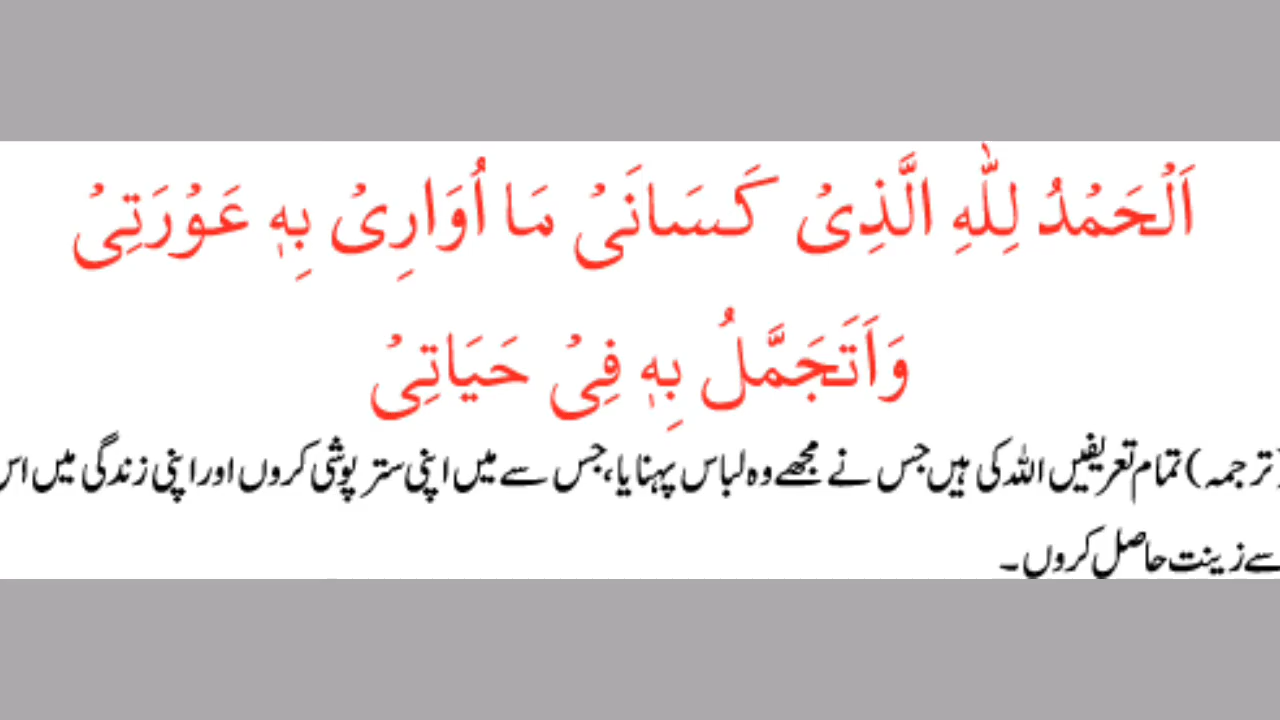 اَلْحَمْدُ لِلّٰهِ الَّذِیْ كَسَانَیْ مَا اُوَارِیْ بِهٖ عَوْرَتِیْ
وَاَتَجَمَّلُ بِهٖ فِیْ حَيَاتِیْ
(ترجمہ) تمام تعریفیں اللہ کی ہیں جس نے مجھے وہ لباس پہنایا، جس سے میں اپنی ستر پوشی کروں اور اپنی زندگی میں اس
سے زینت حاصل کروں۔